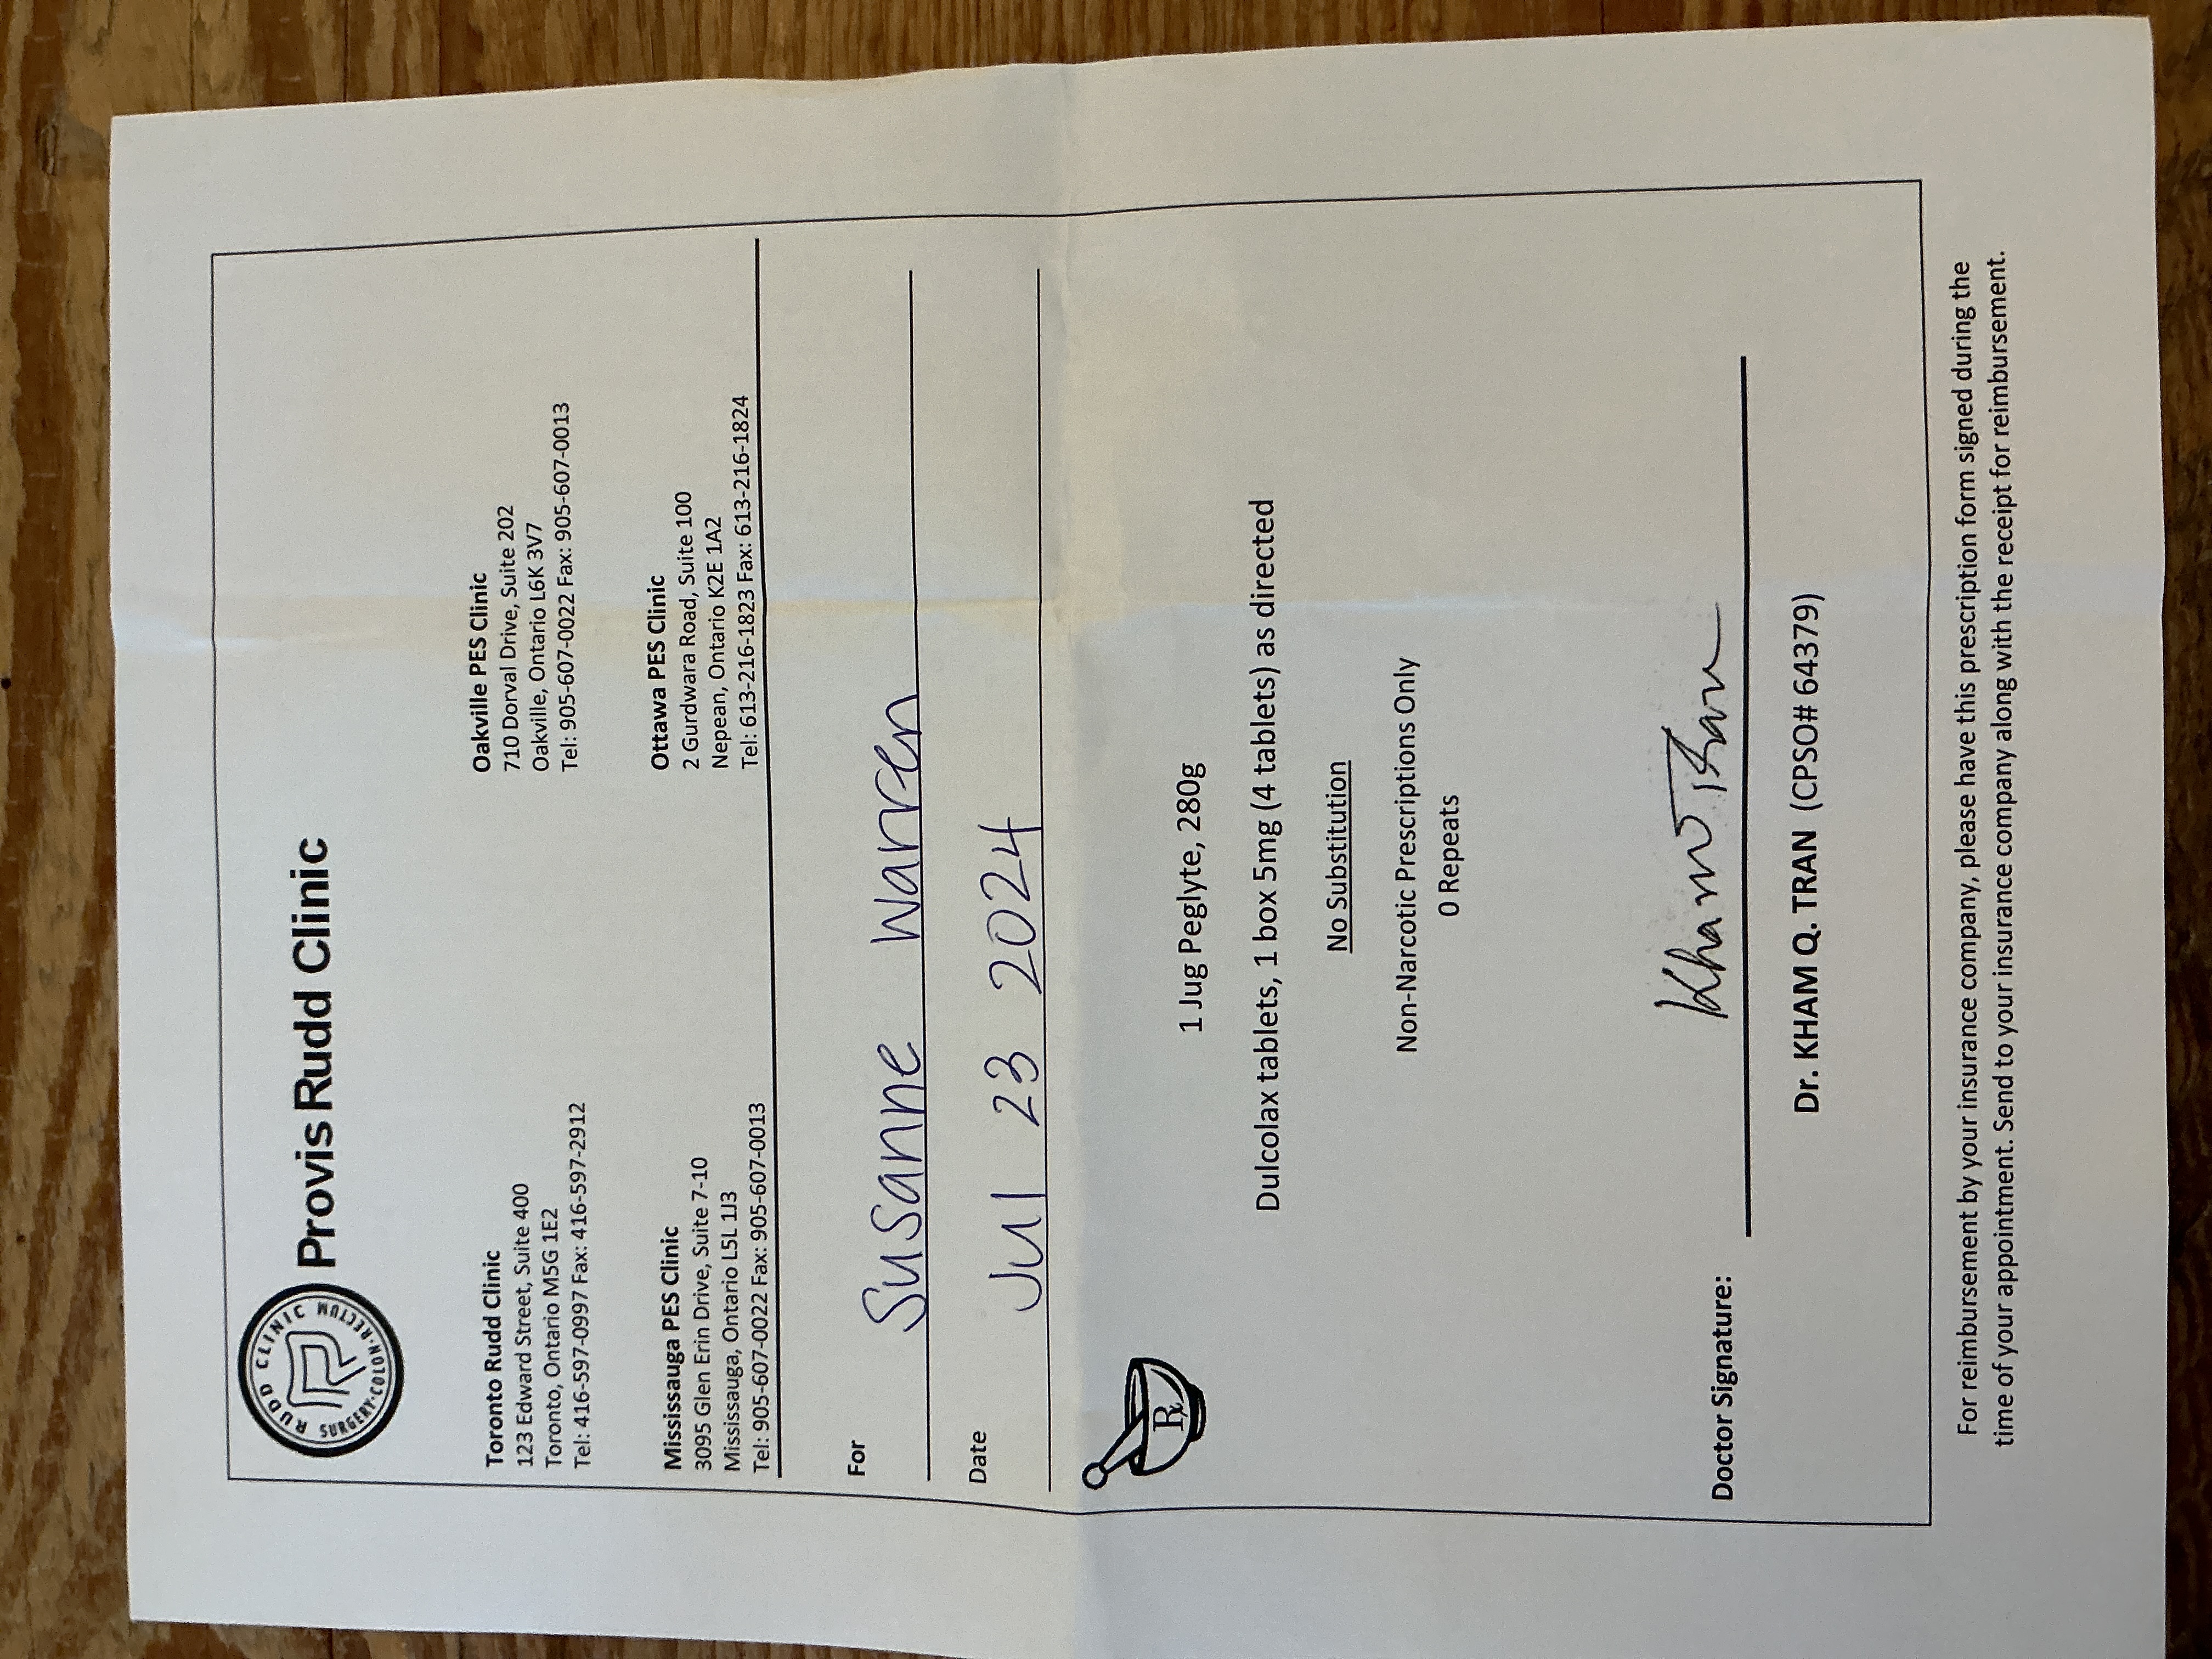 RUDD CLINIC
SURGERY·COLON·RECTUM
Provis Rudd Clinic
Toronto Rudd Clinic
123 Edward Street, Suite 400
Toronto, Ontario M5G 1E2
Tel: 416-597-0997 Fax: 416-597-2912
Oakville PES Clinic
710 Dorval Drive, Suite 202
Oakville, Ontario L6K 3V7
Tel: 905-607-0022 Fax: 905-607-0013
Mississauga PES Clinic
3095 Glen Erin Drive, Suite 7-10
Mississauga, Ontario L5L 1J3
Tel: 905-607-0022 Fax: 905-607-0013
Ottawa PES Clinic
2 Gurdwara Road, Suite 100
Nepean, Ontario K2E 1A2
Tel: 613-216-1823 Fax: 613-216-1824
For Susanne Warren
Date Jul 23 2024
Rx
1 Jug Peglyte, 280g
Dulcolax tablets, 1 box 5mg (4 tablets) as directed
No Substitution
Non-Narcotic Prescriptions Only
0 Repeats
Doctor Signature: Kham Tran
Dr. KHAM Q. TRAN (CPSO# 64379)
For reimbursement by your insurance company, please have this prescription form signed during the
time of your appointment. Send to your insurance company along with the receipt for reimbursement.